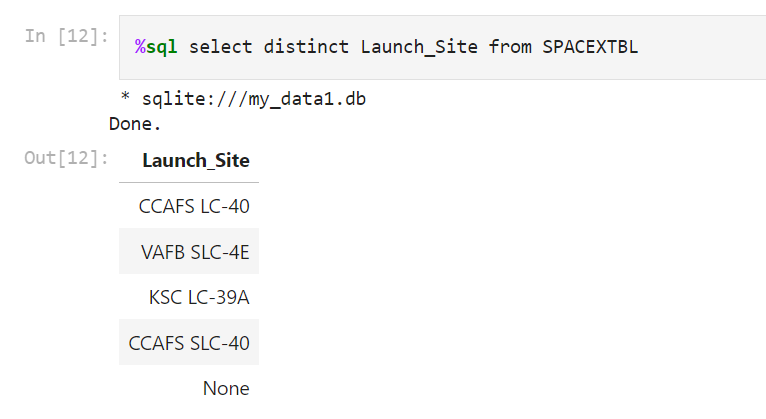 In [12]: %sql select distinct Launch_Site from SPACEXTBL
* sqlite:///my_data1.db
Done.
Out[12]: Launch_Site
CCAFS LC-40
VAFB SLC-4E
KSC LC-39A
CCAFS SLC-40
None